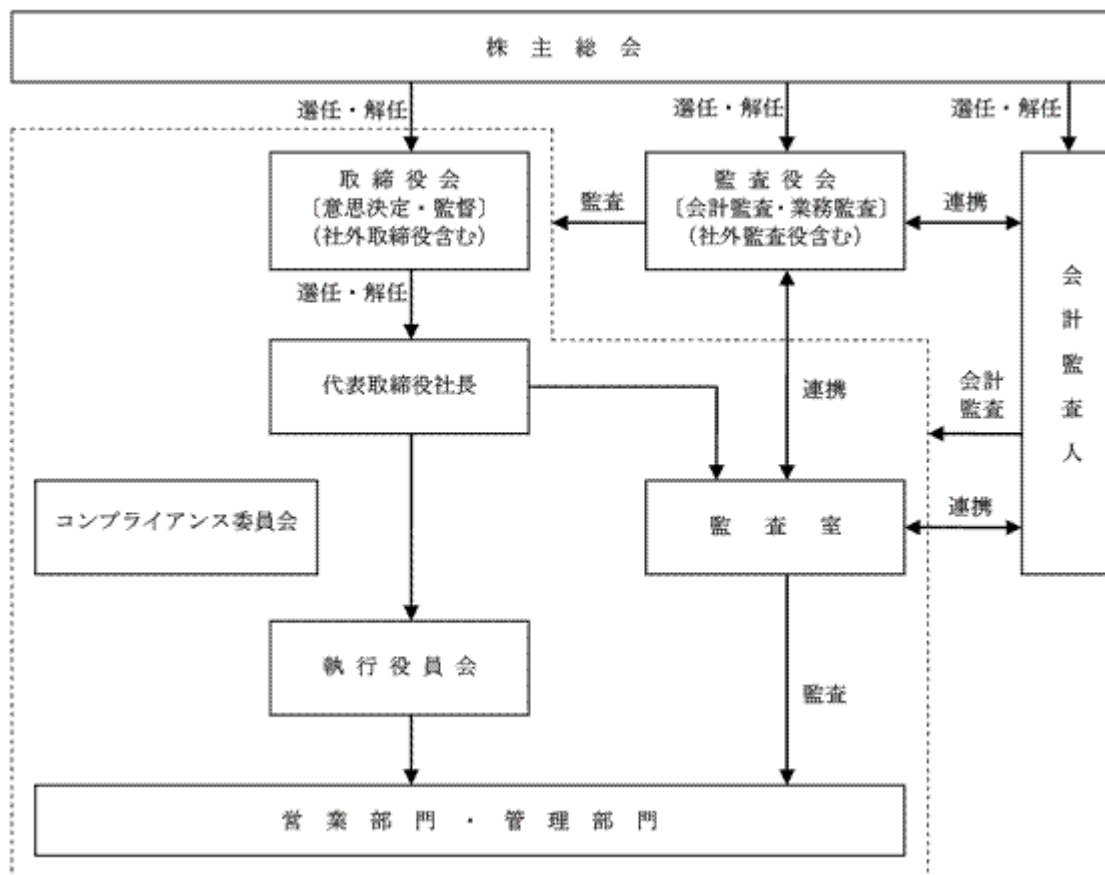 株主総会
選任・解任
選任・解任
選任・解任
取締役会
〔意思決定・監督〕
(社外取締役含む)
監査
監査役会
〔会計監査・業務監査〕
(社外監査役含む)
連携
会計監査人
選任・解任
代表取締役社長
連携
会計
監査
コンプライアンス委員会
監査室
連携
執行役員会
監査
営業部門・管理部門